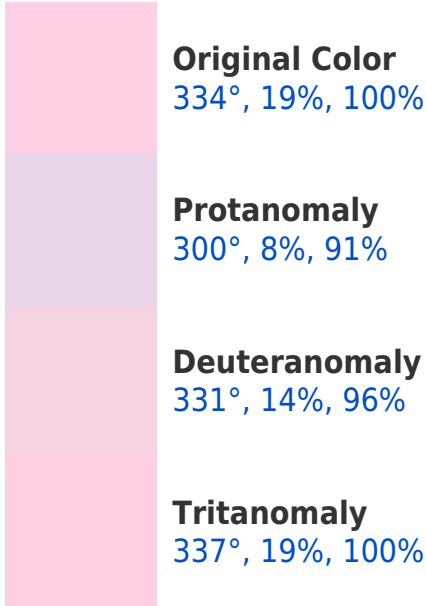 Original Color
334°, 19%, 100%
Protanomaly
300°, 8%, 91%
Deuteranomaly
331°, 14%, 96%
Tritanomaly
337°, 19%, 100%